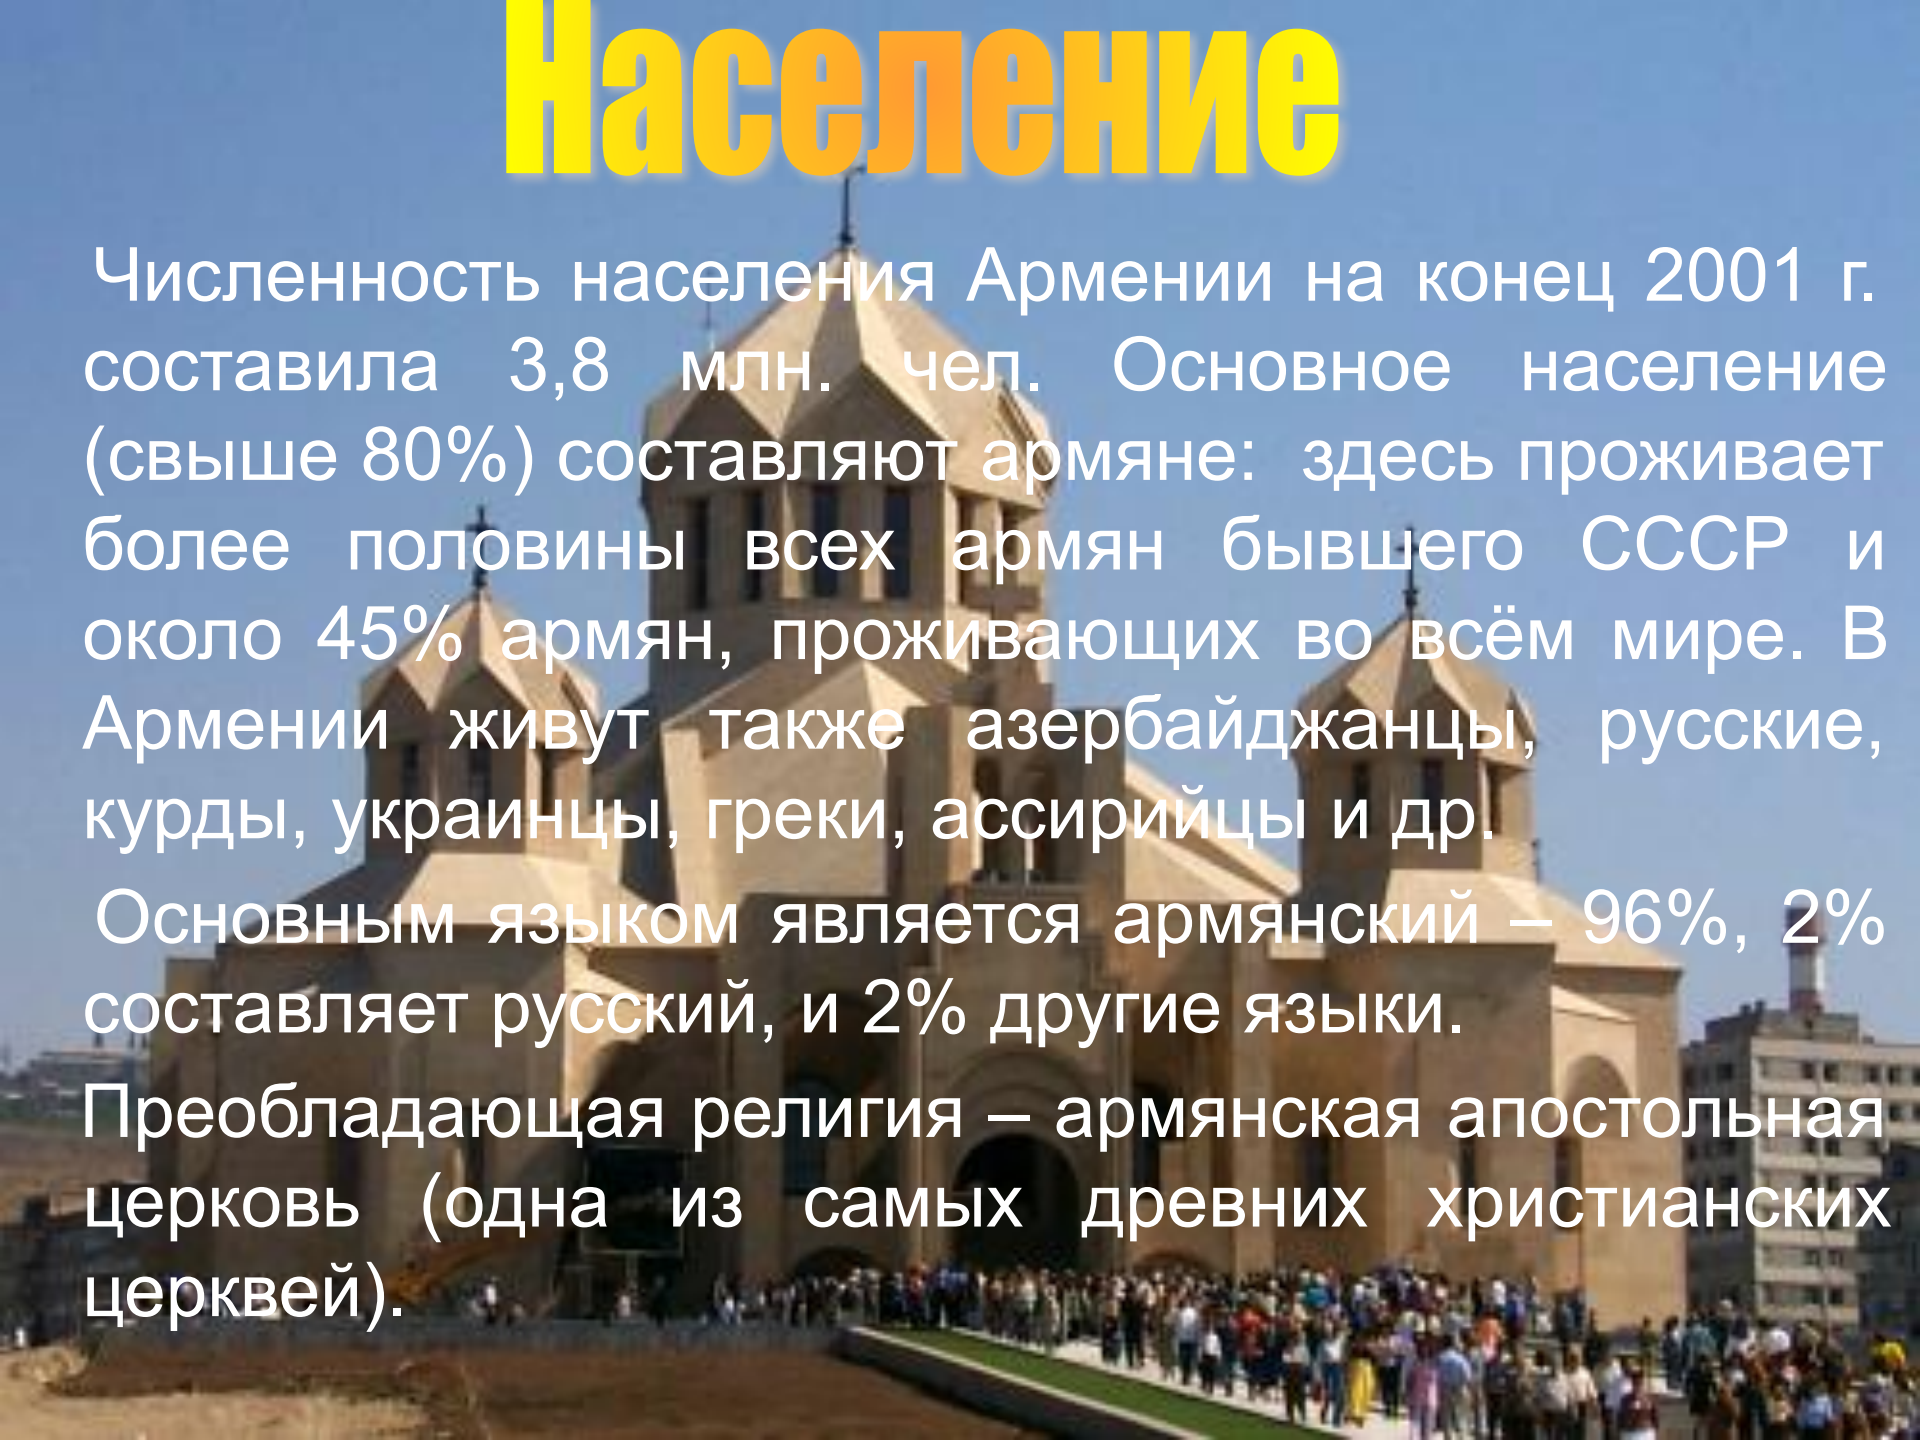 Население
Численность населения Армении на конец 2001 г.
составила 3,8 млн. чел. Основное население
(свыше 80%) составляют армяне: здесь проживает
более половины всех армян бывшего СССР и
около 45% армян, проживающих во всём мире. В
Армении живут также азербайджанцы, русские,
курды, украинцы, греки, ассирийцы и др.
Основным языком является армянский – 96%, 2%
составляет русский, и 2% другие языки.
Преобладающая религия – армянская апостольная
церковь (одна из самых древних христианских
церквей).